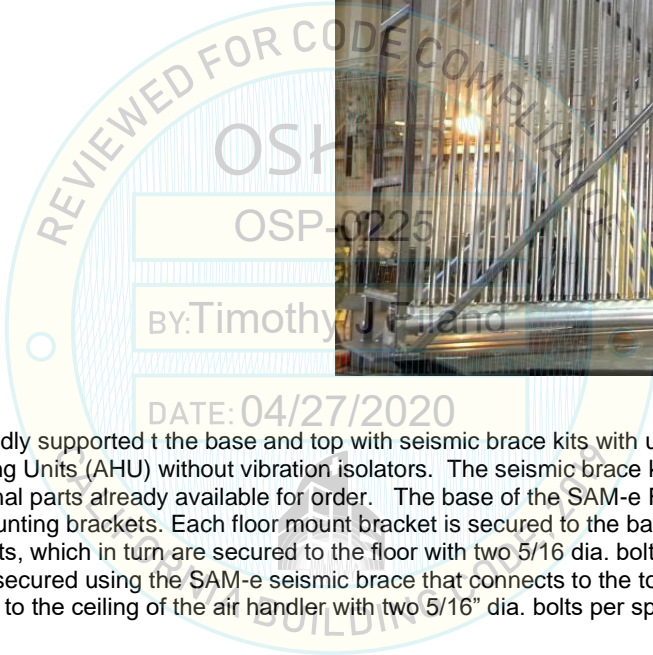 REVIEWED FOR CODE COMPLIANCE
OSP-0225
BY: Timothy J Piland
DATE: 04/27/2020
dly supported t the base and top with seismic brace kits with u
ng Units (AHU) without vibration isolators. The seismic brace k
nal parts already available for order. The base of the SAM-e
unting brackets. Each floor mount bracket is secured to the ba
ts, which in turn are secured to the floor with two 5/16 dia. bolt
secured using the SAM-e seismic brace that connects to the to
to the ceiling of the air handler with two 5/16” dia. bolts per sp
CALIFORNIA BUILDING CODE, 2019